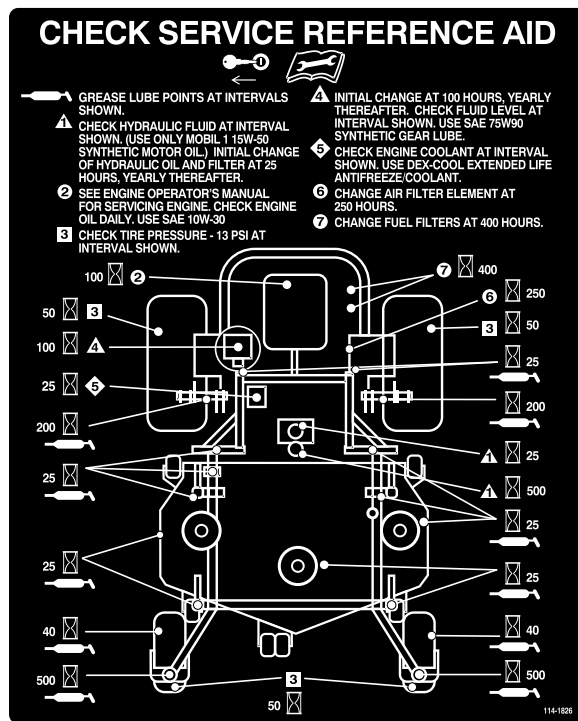 CHECK SERVICE REFERENCE AID
GREASE LUBE POINTS AT INTERVALS
SHOWN.
1 CHECK HYDRAULIC FLUID AT INTERVAL
SHOWN. (USE ONLY MOBIL 1 15W-50
SYNTHETIC MOTOR OIL.) INITIAL CHANGE
OF HYDRAULIC OIL AND FILTER AT 25
HOURS, YEARLY THEREAFTER.
2 SEE ENGINE OPERATOR'S MANUAL
FOR SERVICING ENGINE. CHECK ENGINE
OIL DAILY. USE SAE 10W-30
3 CHECK TIRE PRESSURE - 13 PSI AT
INTERVAL SHOWN.
4 INITIAL CHANGE AT 100 HOURS, YEARLY
THEREAFTER. CHECK FLUID LEVEL AT
INTERVAL SHOWN. USE SAE 75W90
SYNTHETIC GEAR LUBE.
5 CHECK ENGINE COOLANT AT INTERVAL
SHOWN. USE DEX-COOL EXTENDED LIFE
ANTIFREEZE/COOLANT.
6 CHANGE AIR FILTER ELEMENT AT
250 HOURS.
7 CHANGE FUEL FILTERS AT 400 HOURS.
100 2
7 400
6 250
50 3
3 50
100 4
25
25 5
200
200
1 25
25
1 500
25
25
25
40
40
500
500
3
50
114-1826